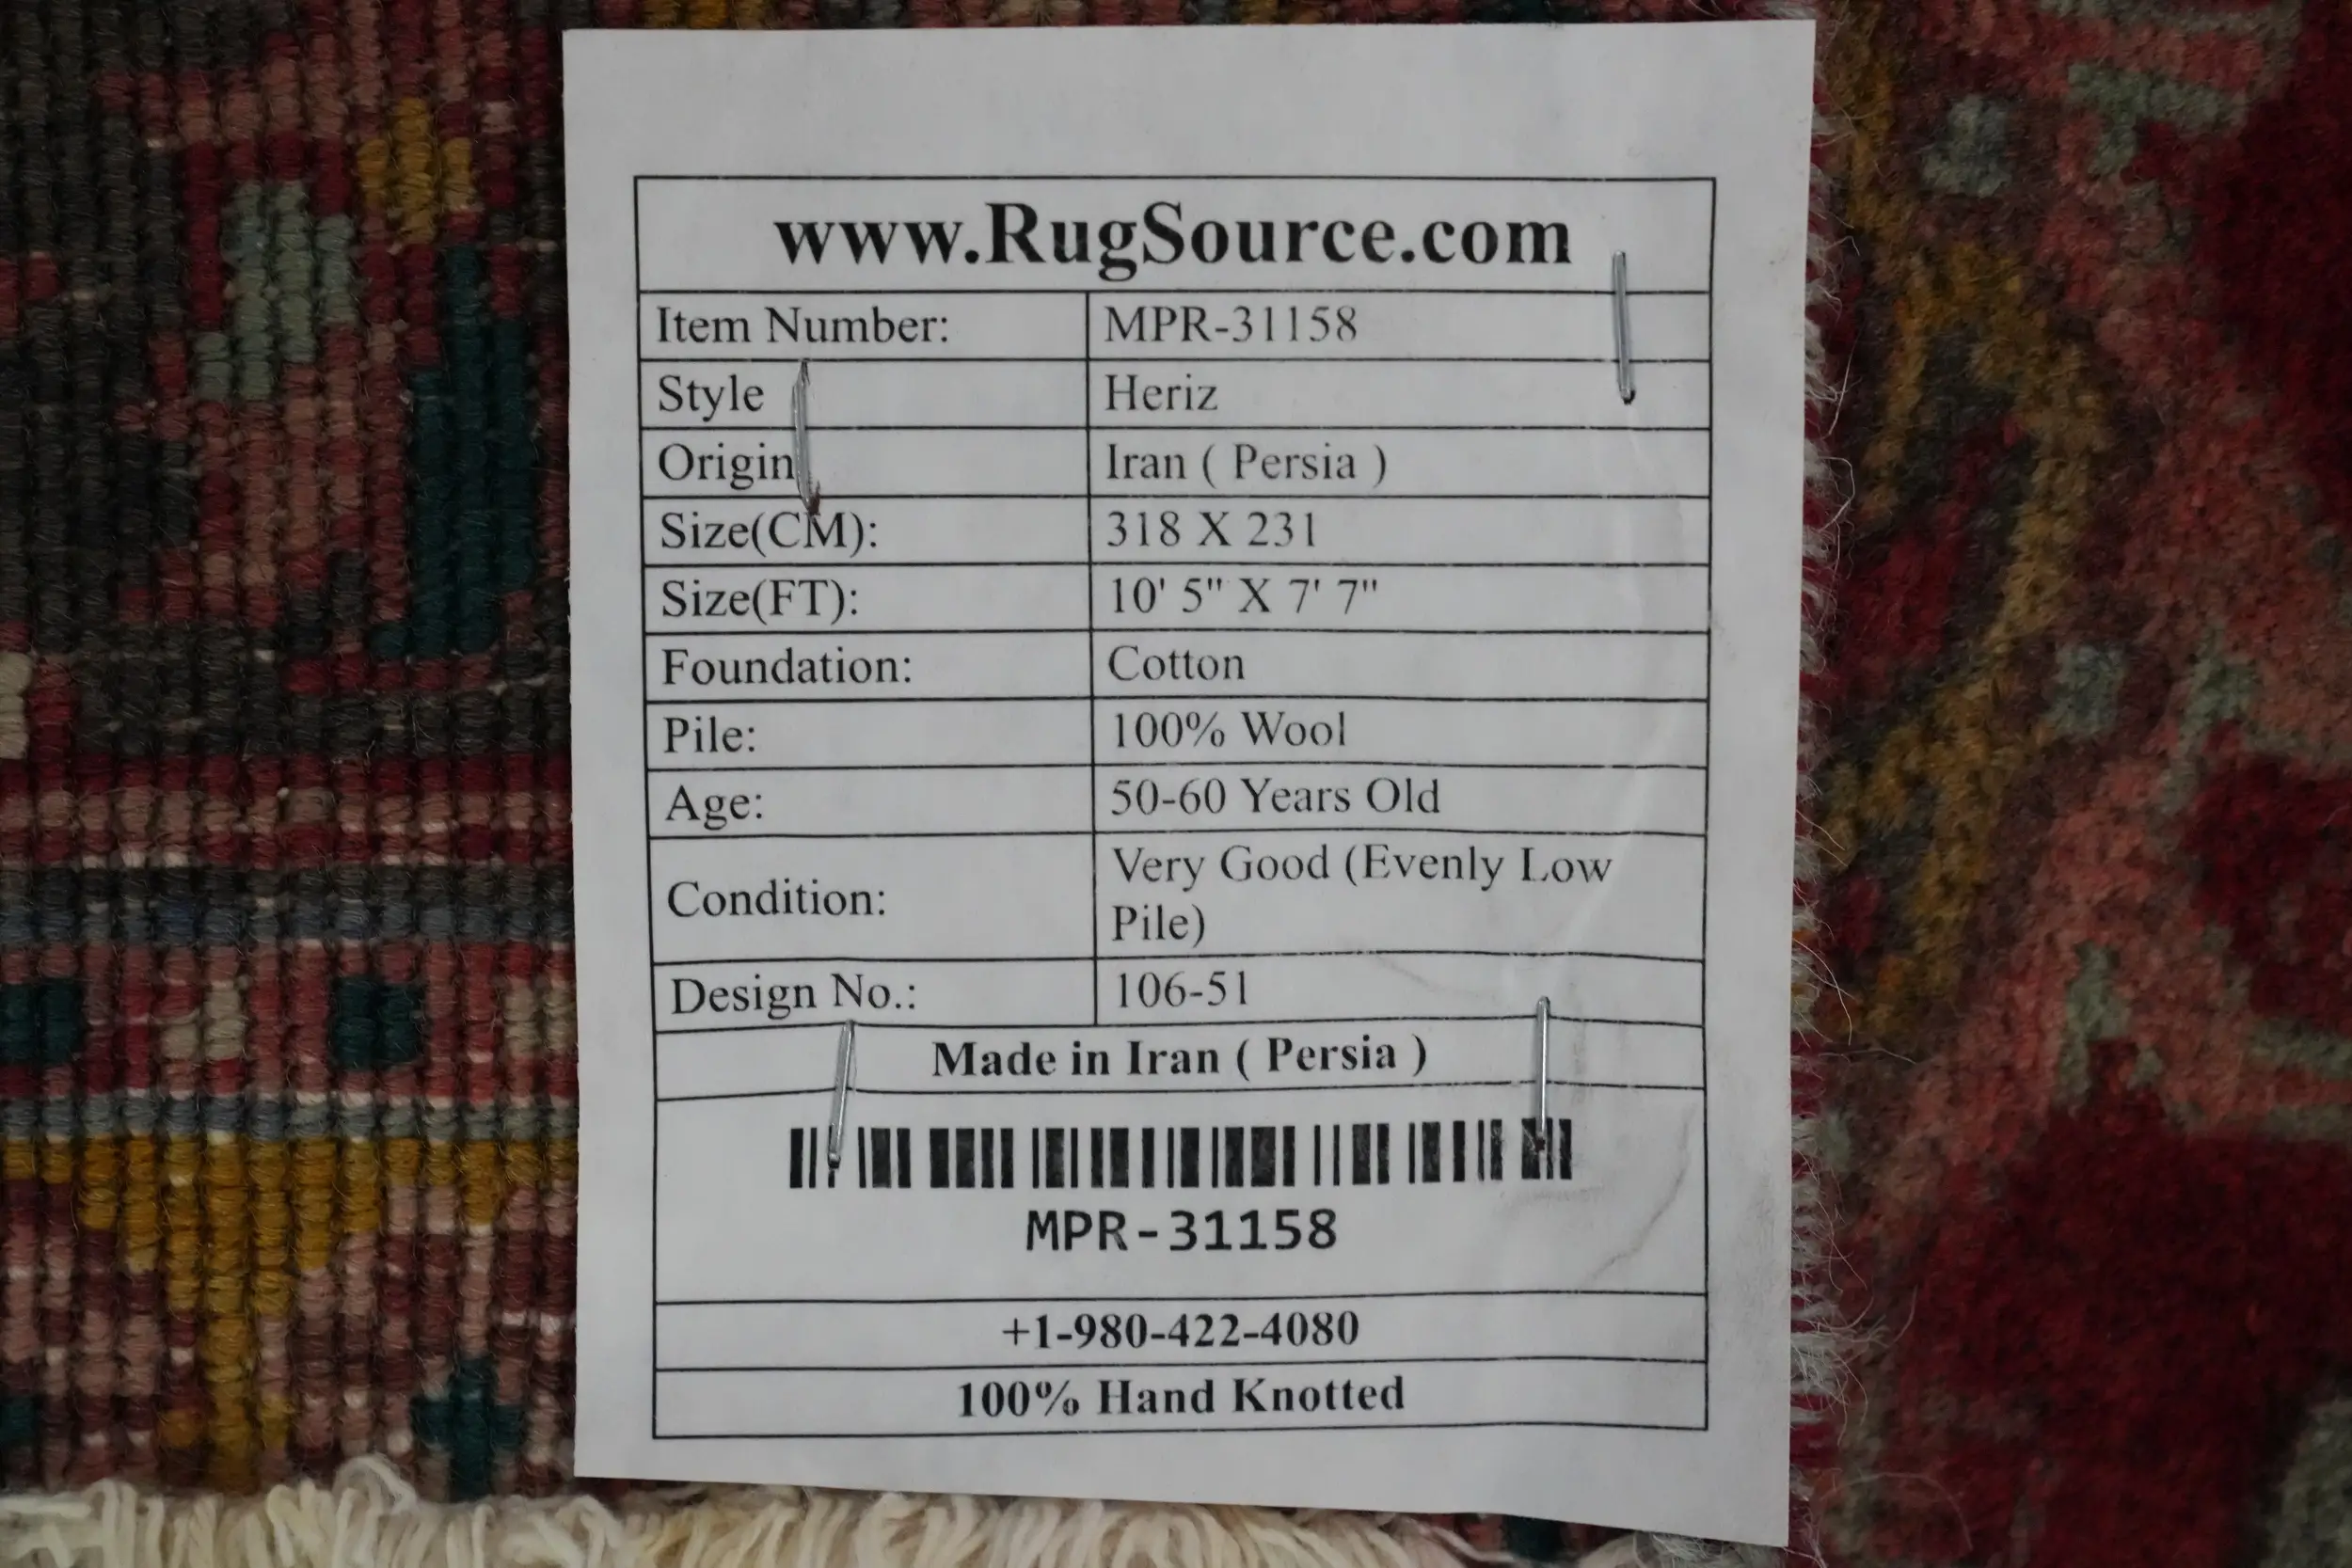 www.RugSource.com
Item Number: MPR-31158
Style Heriz
Origin Iran ( Persia )
Size(CM): 318 X 231
Size(FT): 10' 5" X 7' 7"
Foundation: Cotton
Pile: 100% Wool
Age: 50-60 Years Old
Condition: Very Good (Evenly Low
Pile)
Design No.: 106-51
Made in Iran ( Persia )
MPR-31158
+1-980-422-4080
100% Hand Knotted